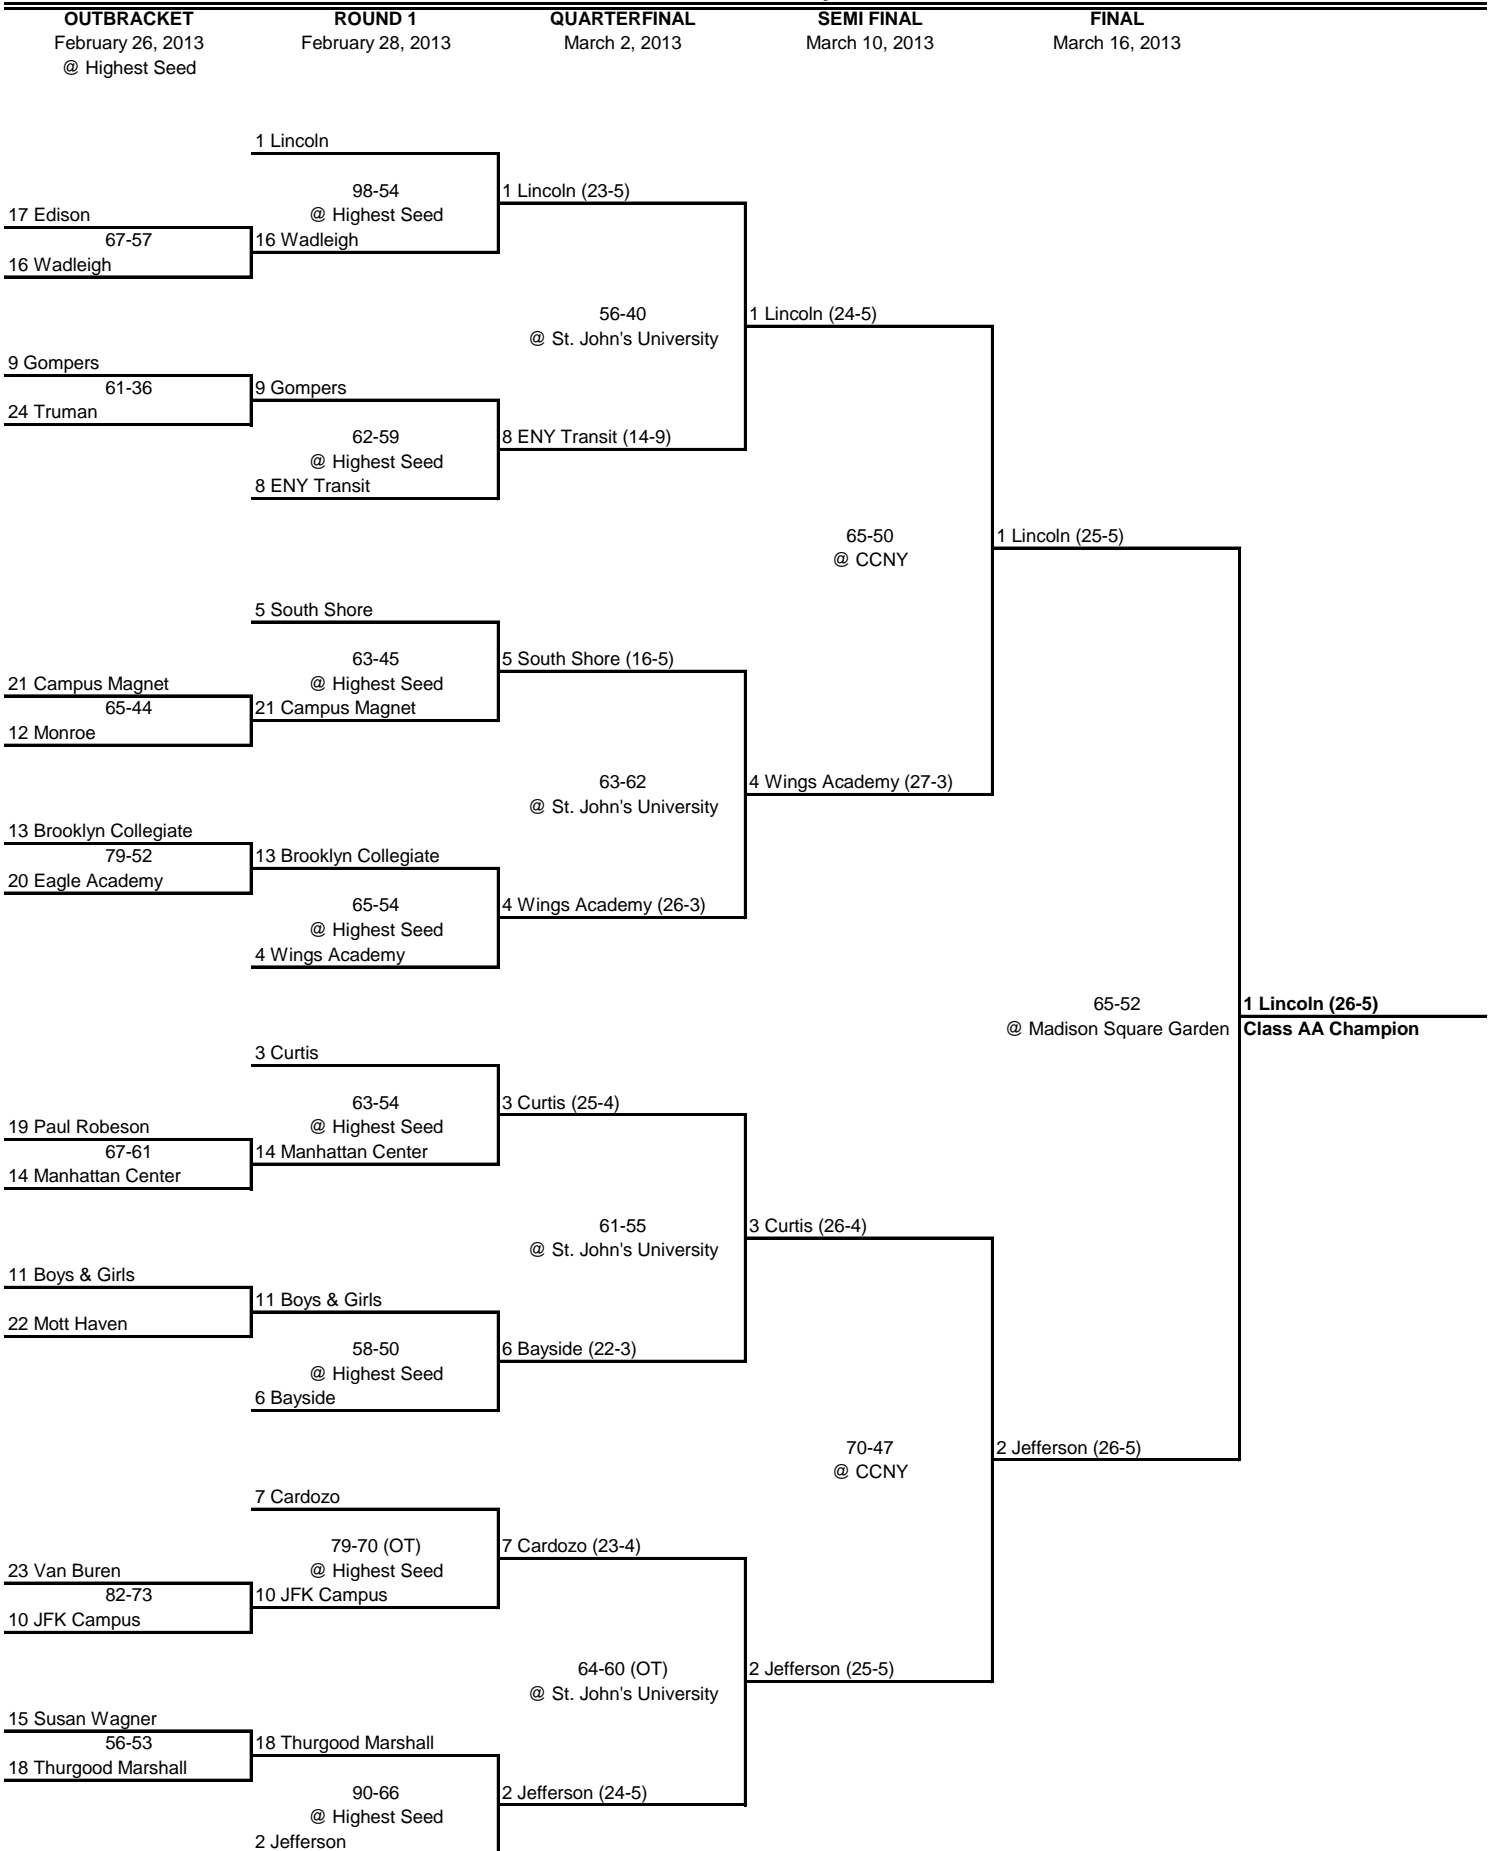 OUTBRACKET ROUND 1 QUARTERFINAL SEMI FINAL FINAL
February 26, 2013 February 28, 2013 March 2, 2013 March 10, 2013 March 16, 2013
@ Highest Seed
1 Lincoln
98-54 1 Lincoln (23-5)
17 Edison @ Highest Seed
67-57 16 Wadleigh
16 Wadleigh
56-40 1 Lincoln (24-5)
@ St. John's University
9 Gompers
61-36 9 Gompers
24 Truman
62-59 8 ENY Transit (14-9)
@ Highest Seed
8 ENY Transit
65-50 1 Lincoln (25-5)
@ CCNY
5 South Shore
63-45 5 South Shore (16-5)
21 Campus Magnet @ Highest Seed
65-44 21 Campus Magnet
12 Monroe
63-62 4 Wings Academy (27-3)
@ St. John's University
13 Brooklyn Collegiate
79-52 13 Brooklyn Collegiate
20 Eagle Academy
65-54 4 Wings Academy (26-3)
@ Highest Seed
4 Wings Academy
65-52 1 Lincoln (26-5)
@ Madison Square Garden Class AA Champion
3 Curtis
63-54 3 Curtis (25-4)
19 Paul Robeson @ Highest Seed
67-61 14 Manhattan Center
14 Manhattan Center
61-55 3 Curtis (26-4)
@ St. John's University
11 Boys & Girls
11 Boys & Girls
22 Mott Haven
58-50 6 Bayside (22-3)
@ Highest Seed
6 Bayside
70-47 2 Jefferson (26-5)
@ CCNY
7 Cardozo
79-70 (OT) 7 Cardozo (23-4)
23 Van Buren @ Highest Seed
82-73 10 JFK Campus
10 JFK Campus
64-60 (OT) 2 Jefferson (25-5)
@ St. John's University
15 Susan Wagner
56-53 18 Thurgood Marshall
18 Thurgood Marshall
90-66 2 Jefferson (24-5)
@ Highest Seed
2 Jefferson